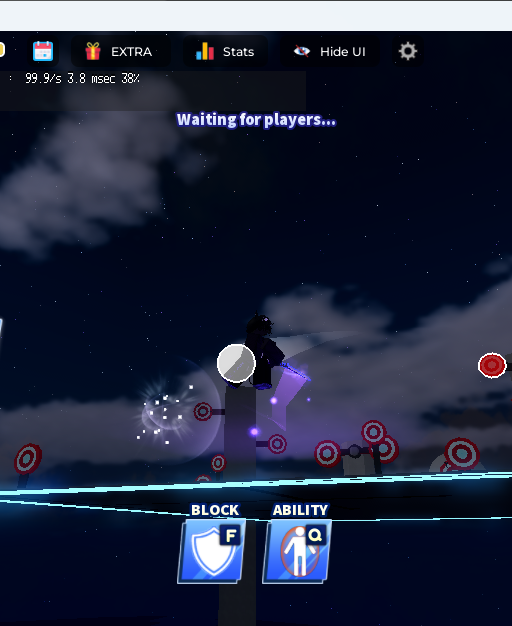 EXTRA
Stats
Hide UI
: 99.9/s 3.8 msec 38%
Waiting for players...
BLOCK
ABILITY
F
Q